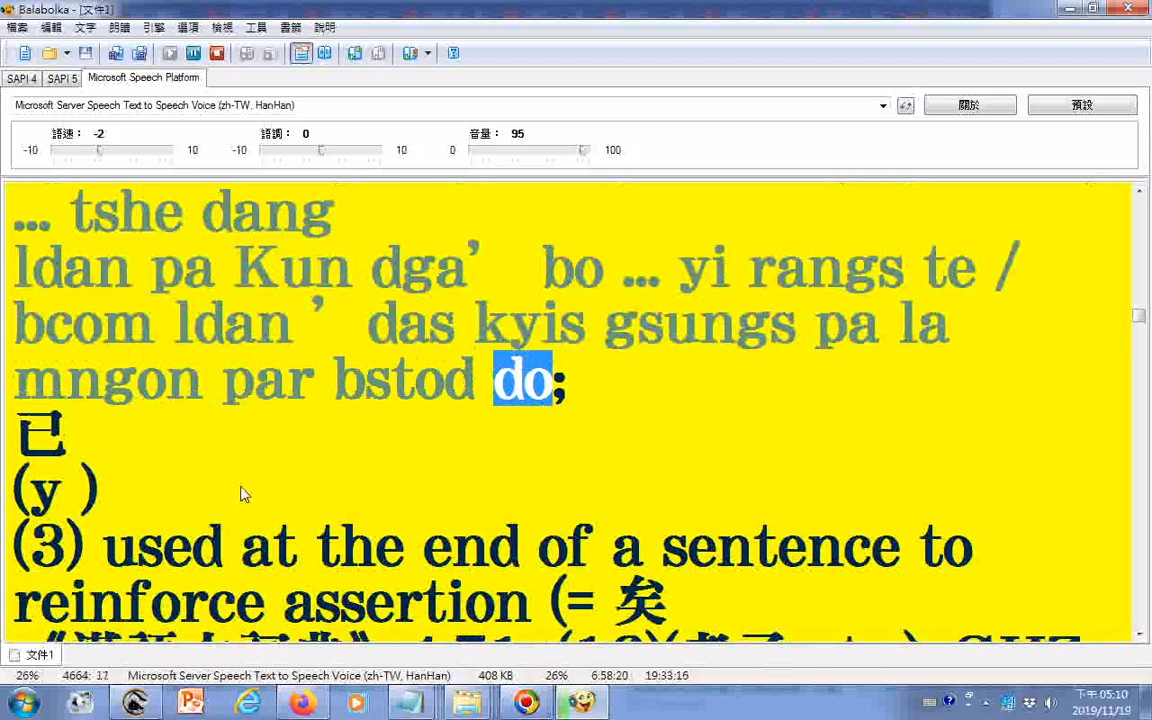 Balabolka - [文件1]
檔案 編輯 文字 朗讀 引擎 選項 檢視 工具 書籤 說明
SAPI 4 SAPI 5 Microsoft Speech Platform
Microsoft Server Speech Text to Speech Voice (zh-TW, HanHan) 關於 預設
語速： -2 語調： 0 音量： 95
-10 10 -10 10 0 100
... tshe dang
ldan pa Kun dga’ bo ... yi rangs te /
bcom ldan ’ das kyis gsungs pa la
mngon par bstod do;
已
(y )
(3) used at the end of a sentence to
reinforce assertion (= 矣
文件1
26% 4664: 17 Microsoft Server Speech Text to Speech Voice (zh-TW, HanHan) 408 KB 26% 6:58:20 19:33:16
下午 05:10
2019/11/19